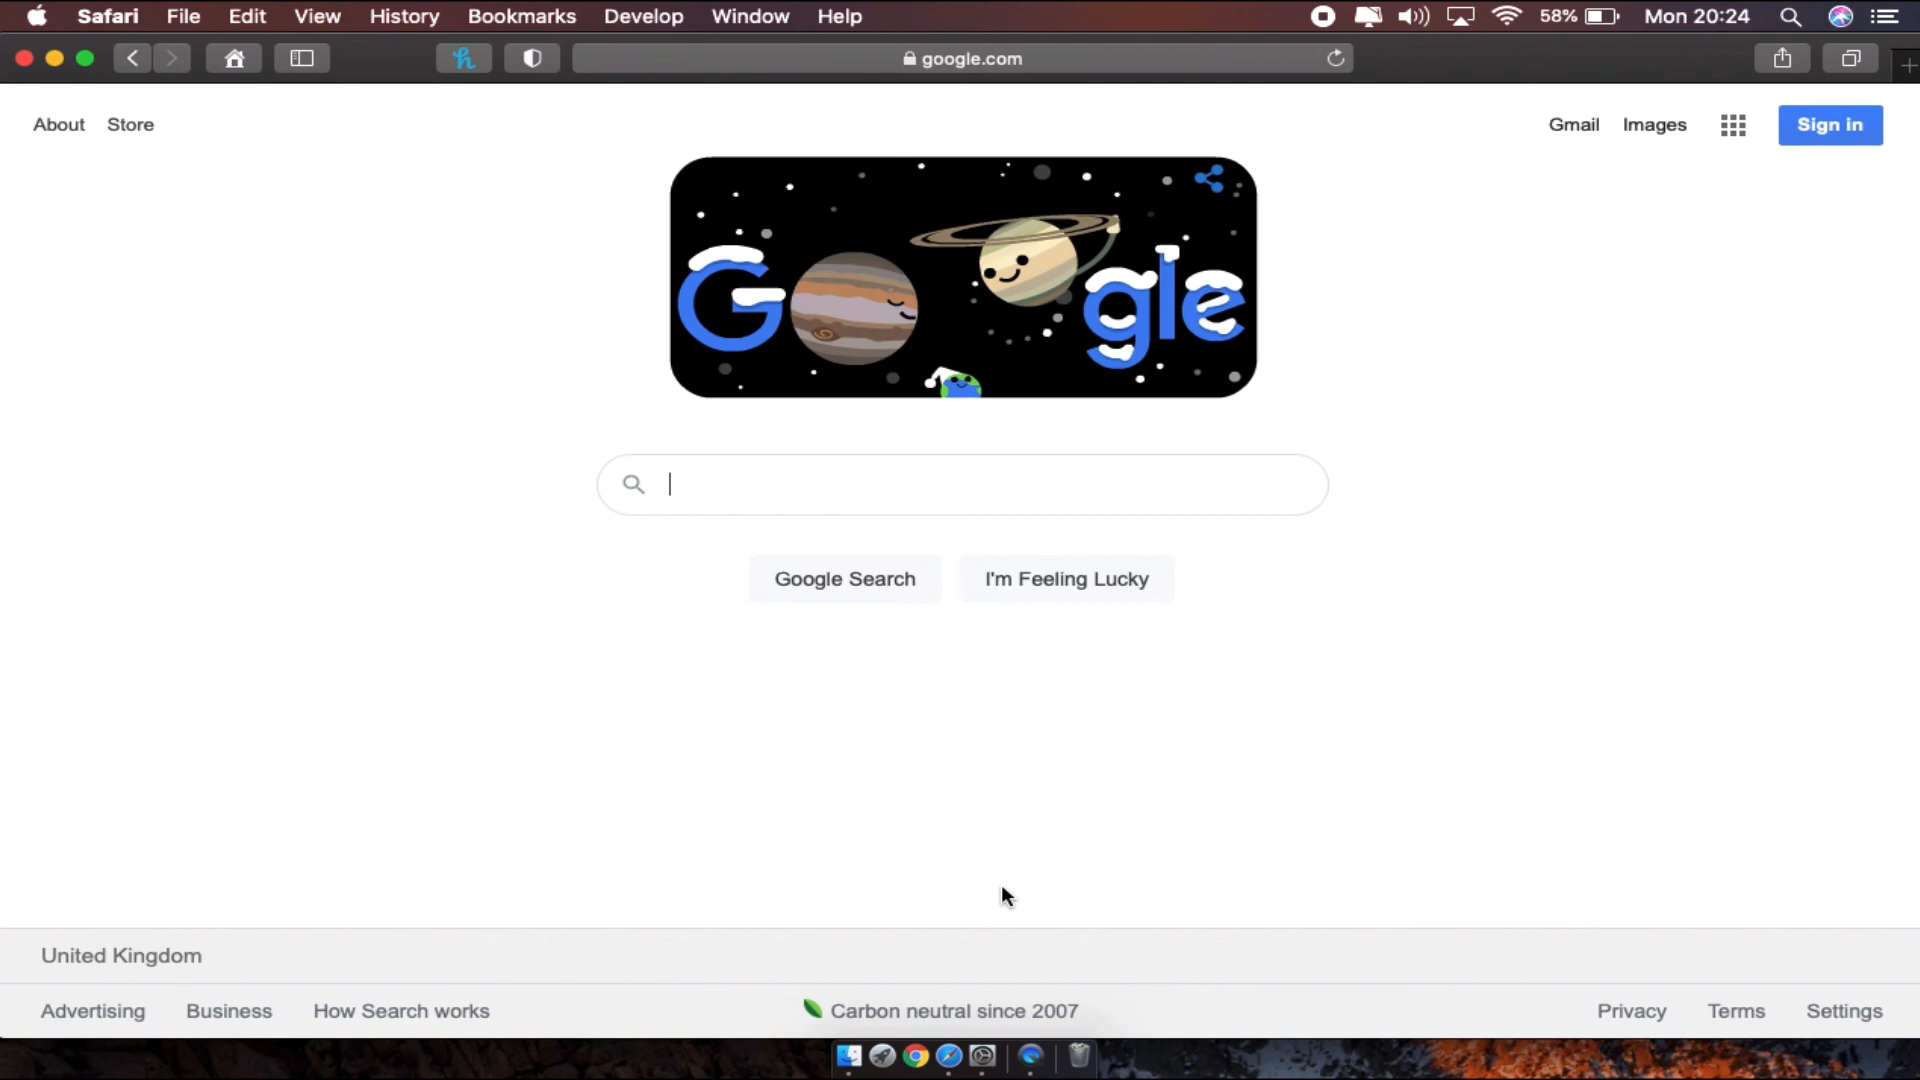 Safari File Edit View History Bookmarks Develop Window Help 58% Mon 20:24
google.com
About Store Gmail Images Sign in
Google
Google Search I'm Feeling Lucky
United Kingdom
Advertising Business How Search works Carbon neutral since 2007 Privacy Terms Settings